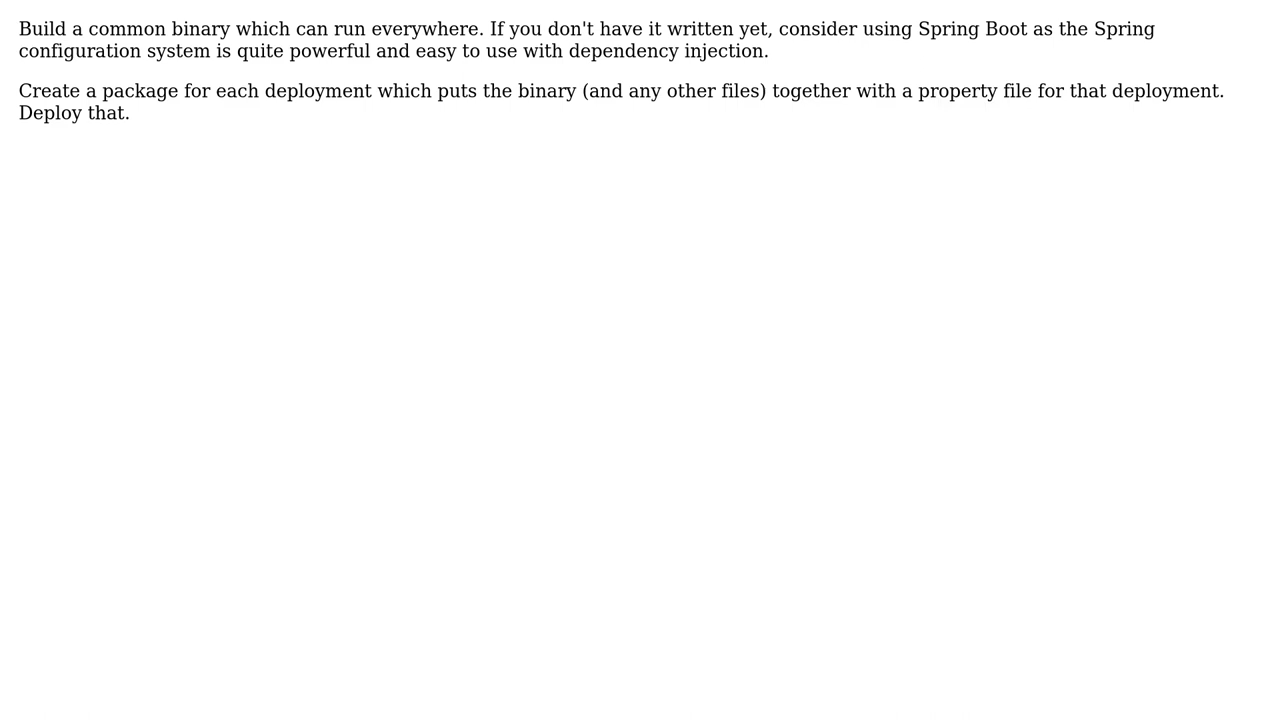 Build a common binary which can run everywhere. If you don't have it written yet, consider using Spring Boot as the Spring
configuration system is quite powerful and easy to use with dependency injection.
Create a package for each deployment which puts the binary (and any other files) together with a property file for that deployment.
Deploy that.